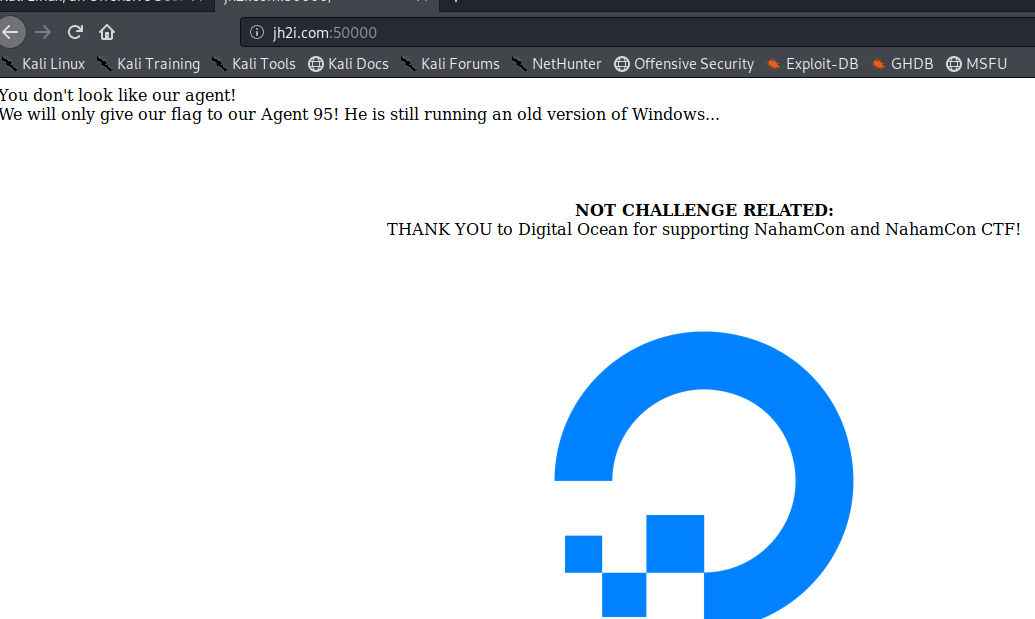 jh2i.com:50000
Kali Linux Kali Training Kali Tools Kali Docs Kali Forums NetHunter Offensive Security Exploit-DB GHDB MSFU
You don't look like our agent!
We will only give our flag to our Agent 95! He is still running an old version of Windows...
NOT CHALLENGE RELATED:
THANK YOU to Digital Ocean for supporting NahamCon and NahamCon CTF!